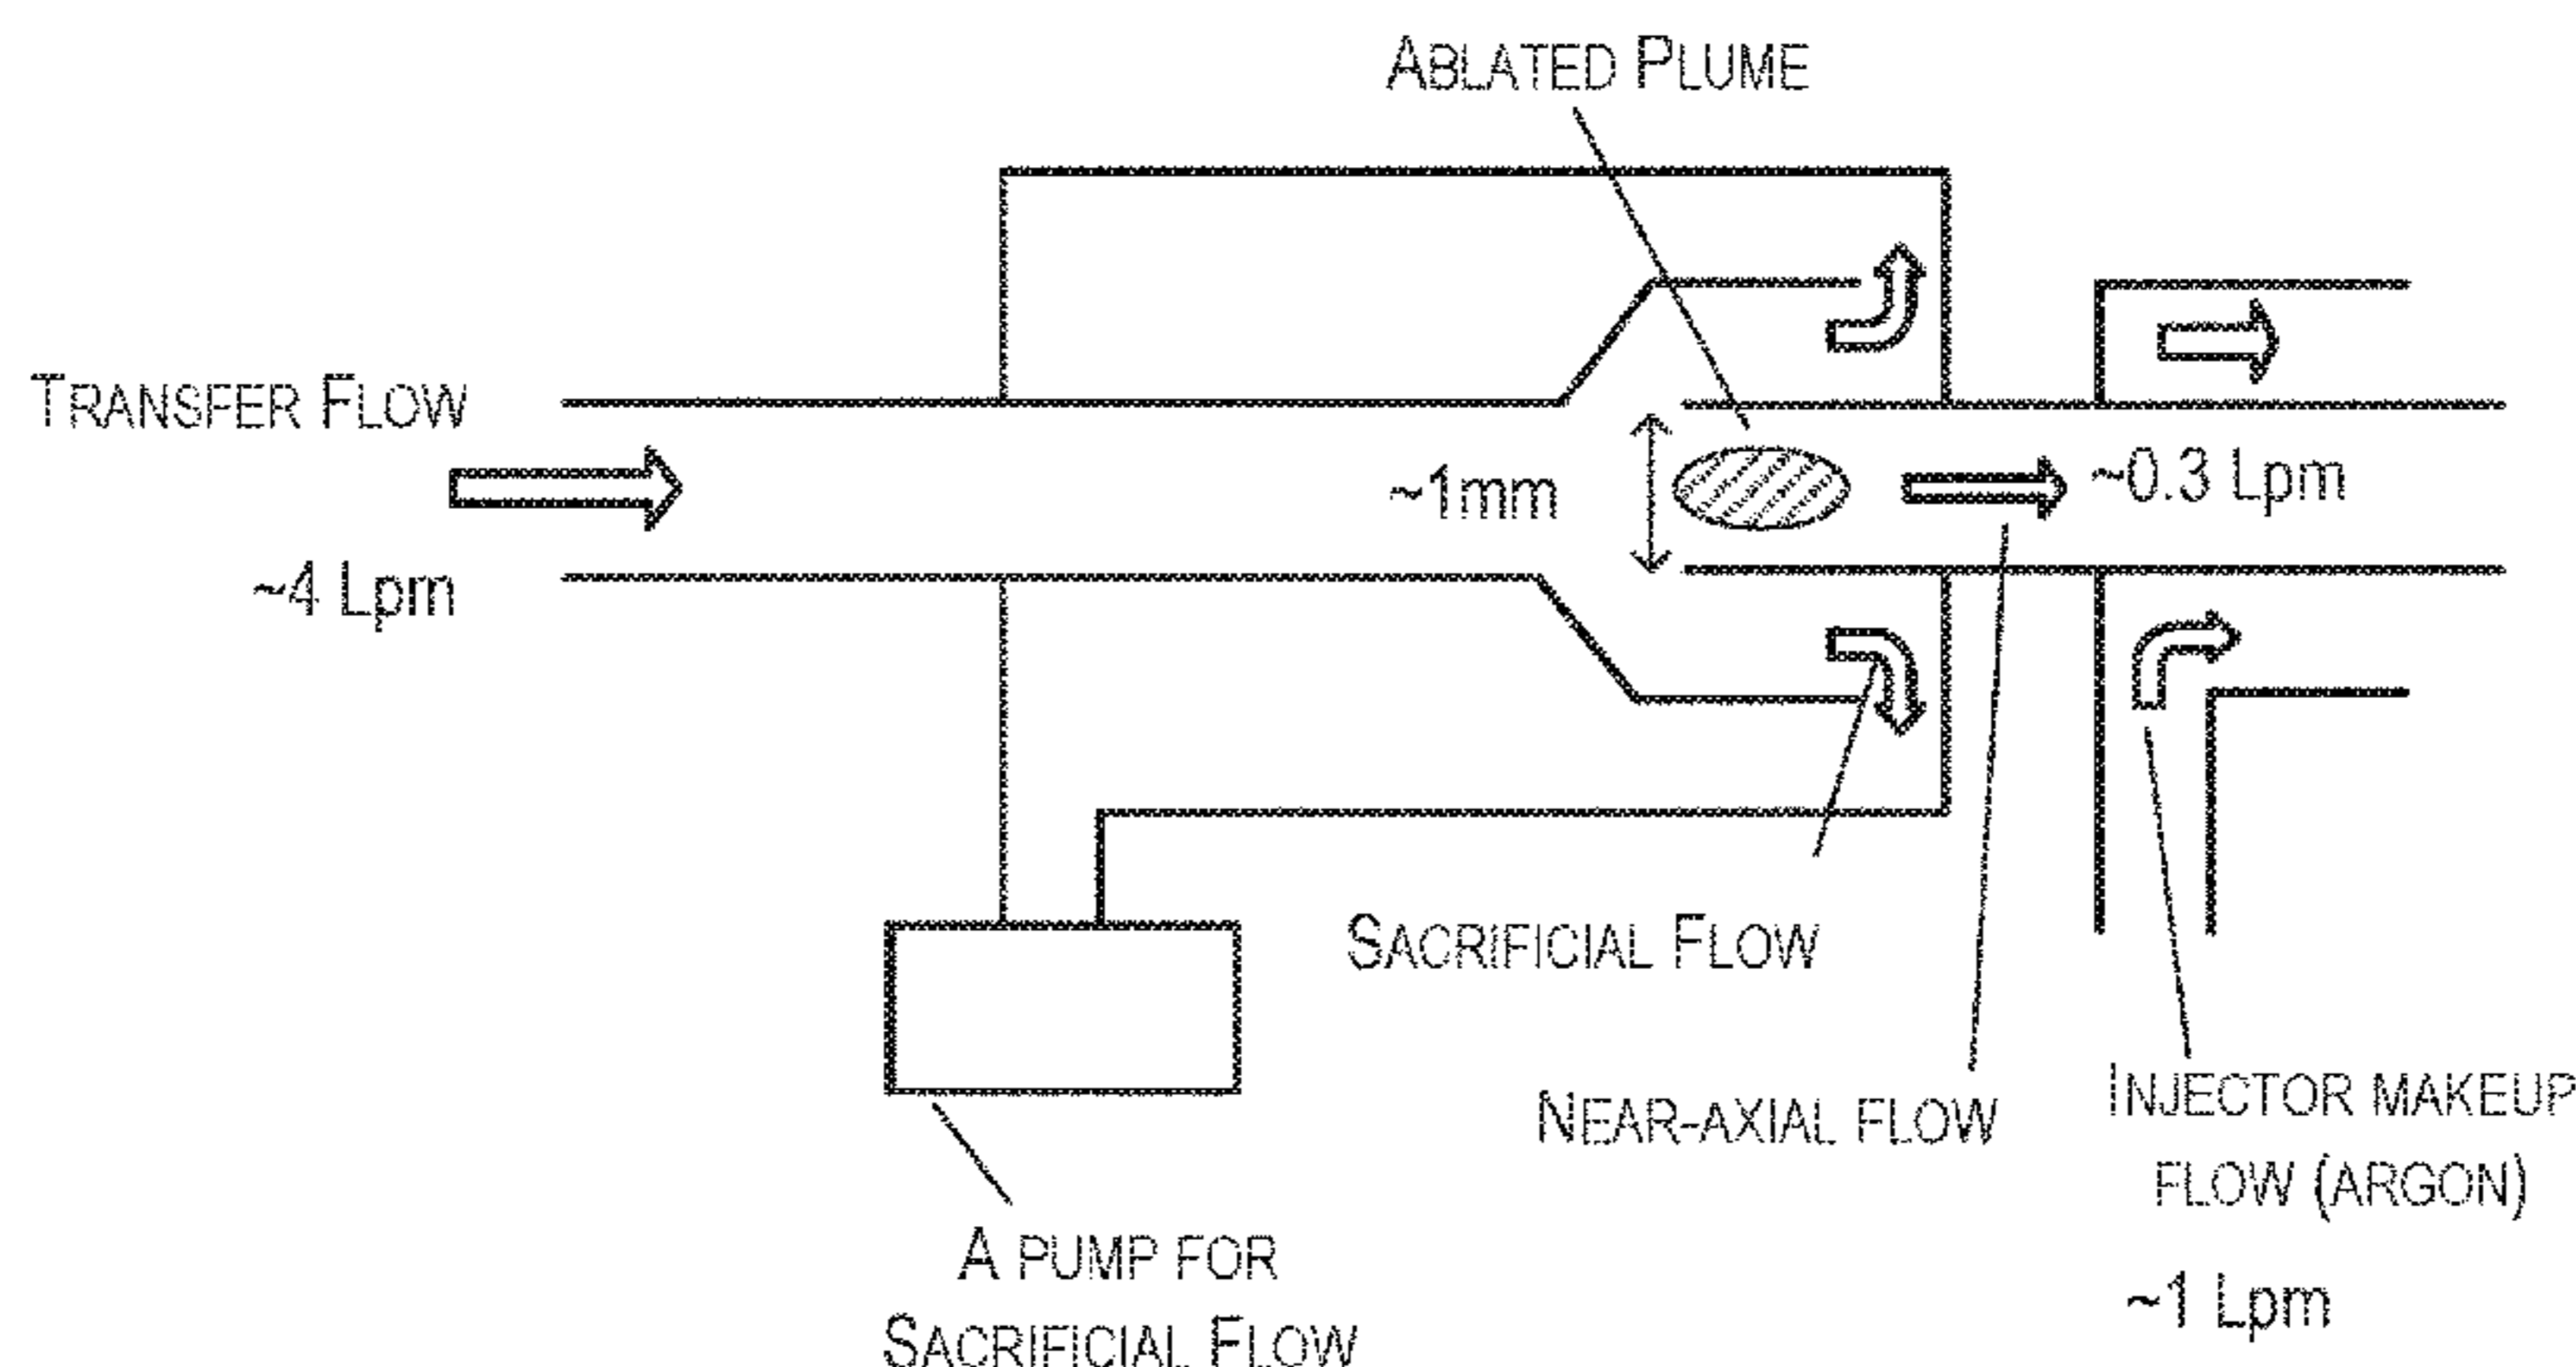 ABLATED PLUME
TRANSFER FLOW
~4 Lpm
~1mm
~0.3 Lpm
SACRIFICIAL FLOW
NEAR-AXIAL FLOW
INJECTOR MAKEUP
FLOW (ARGON)
~1 Lpm
A PUMP FOR
SACRIFICIAL FLOW